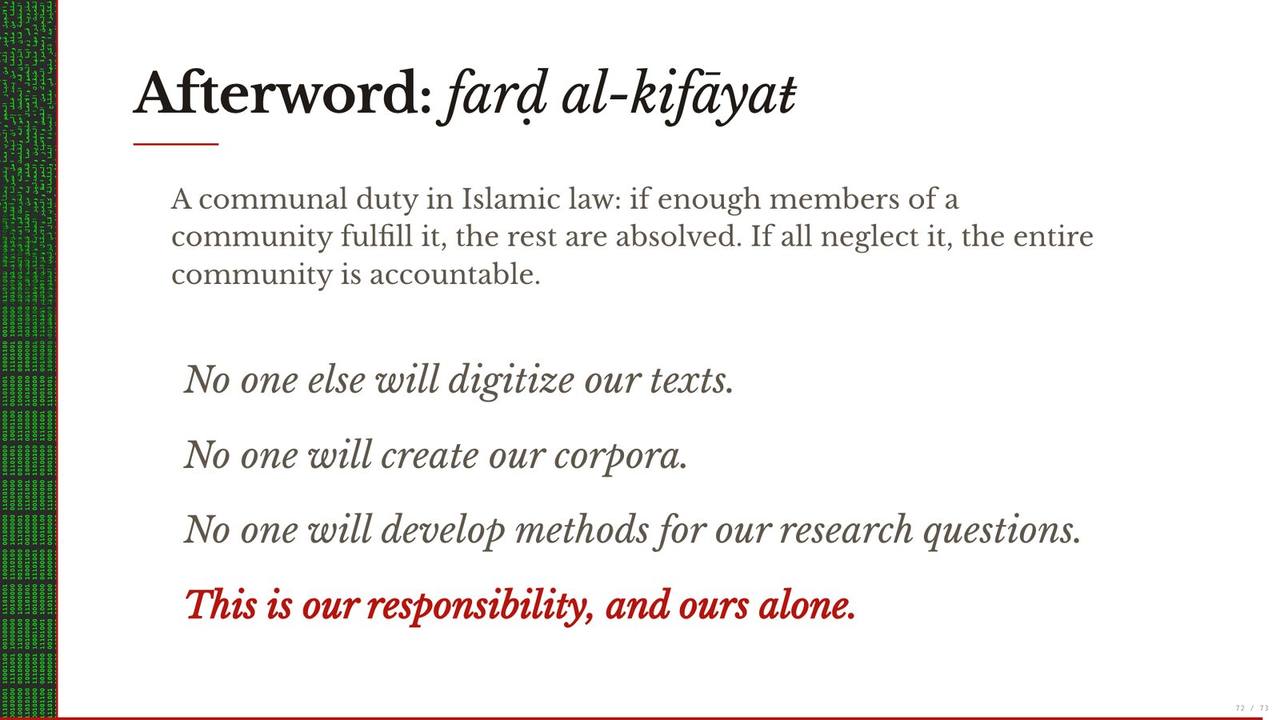 Afterword: farḍ al-kifāyaŧ
A communal duty in Islamic law: if enough members of a
community fulfill it, the rest are absolved. If all neglect it, the entire
community is accountable.
No one else will digitize our texts.
No one will create our corpora.
No one will develop methods for our research questions.
This is our responsibility, and ours alone.
72 / 73